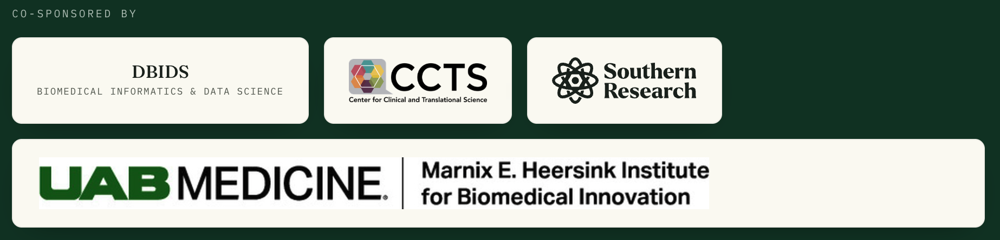 CO-SPONSORED BY
DBIDS
BIOMEDICAL INFORMATICS & DATA SCIENCE
CCTS
Center for Clinical and Translational Science
Southern
Research
UAB MEDICINE®
Marnix E. Heersink Institute
for Biomedical Innovation